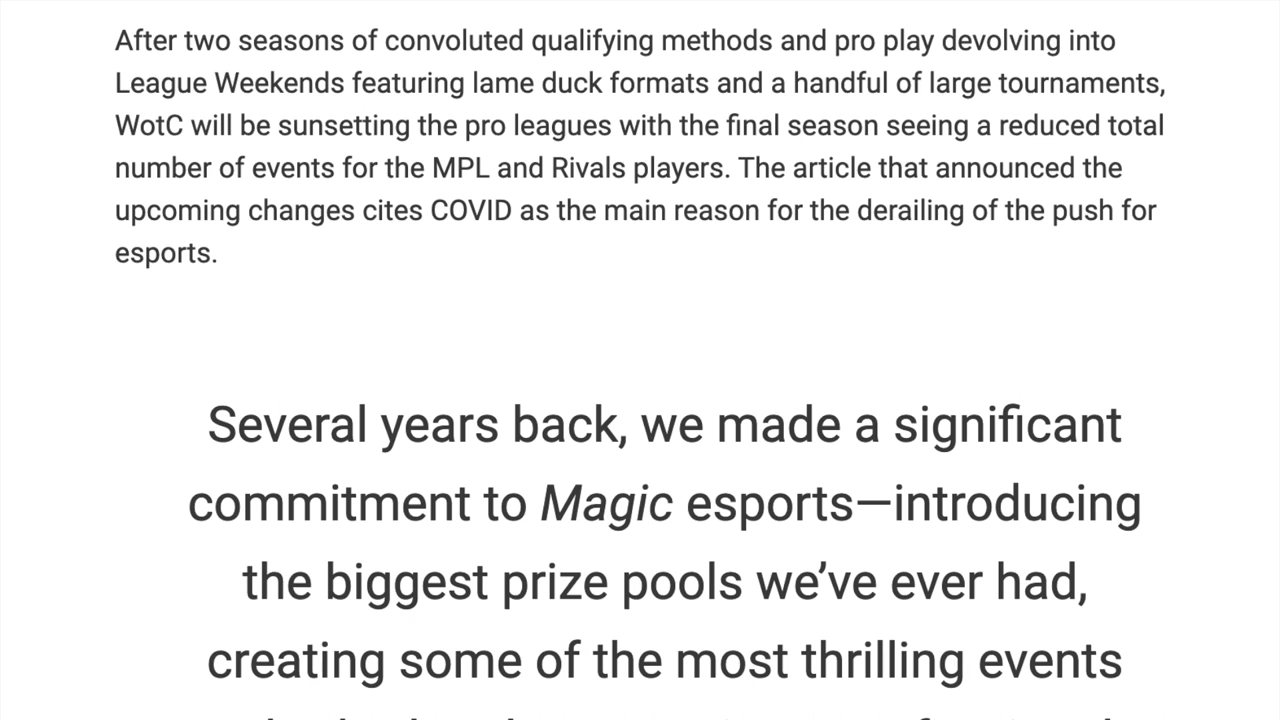 After two seasons of convoluted qualifying methods and pro play devolving into
League Weekends featuring lame duck formats and a handful of large tournaments,
WotC will be sunsetting the pro leagues with the final season seeing a reduced total
number of events for the MPL and Rivals players. The article that announced the
upcoming changes cites COVID as the main reason for the derailing of the push for
esports.
Several years back, we made a significant
commitment to Magic esports—introducing
the biggest prize pools we’ve ever had,
creating some of the most thrilling events